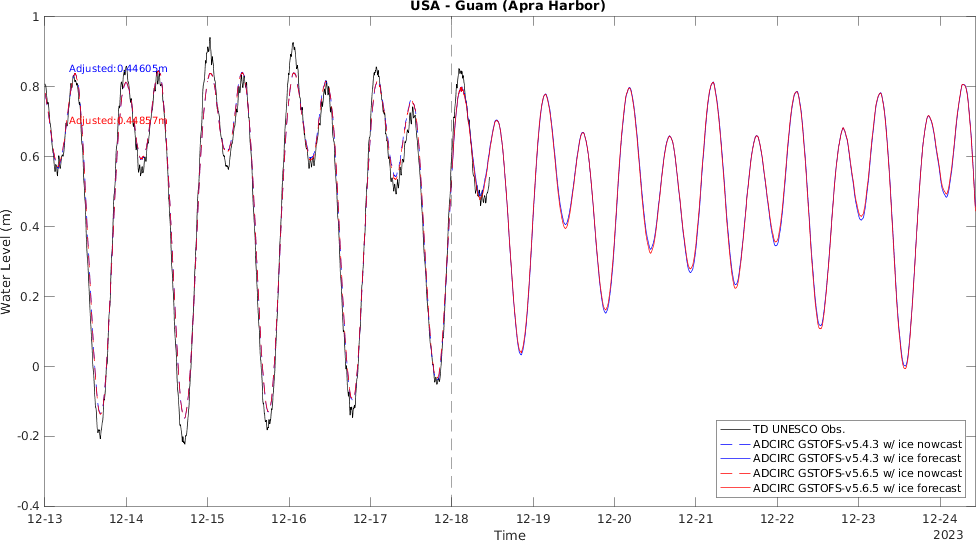 USA - Guam (Apra Harbor)
1
0.8
0.6
0.4
0.2
0
-0.2
-0.4
Water Level (m)
Adjusted:0.44605m
Adjusted:0.44857m
TD UNESCO Obs.
ADCIRC GSTOFS-v5.4.3 w/ ice nowcast
ADCIRC GSTOFS-v5.4.3 w/ ice forecast
ADCIRC GSTOFS-v5.6.5 w/ ice nowcast
ADCIRC GSTOFS-v5.6.5 w/ ice forecast
12-13 12-14 12-15 12-16 12-17 12-18 12-19 12-20 12-21 12-22 12-23 12-24
Time
2023